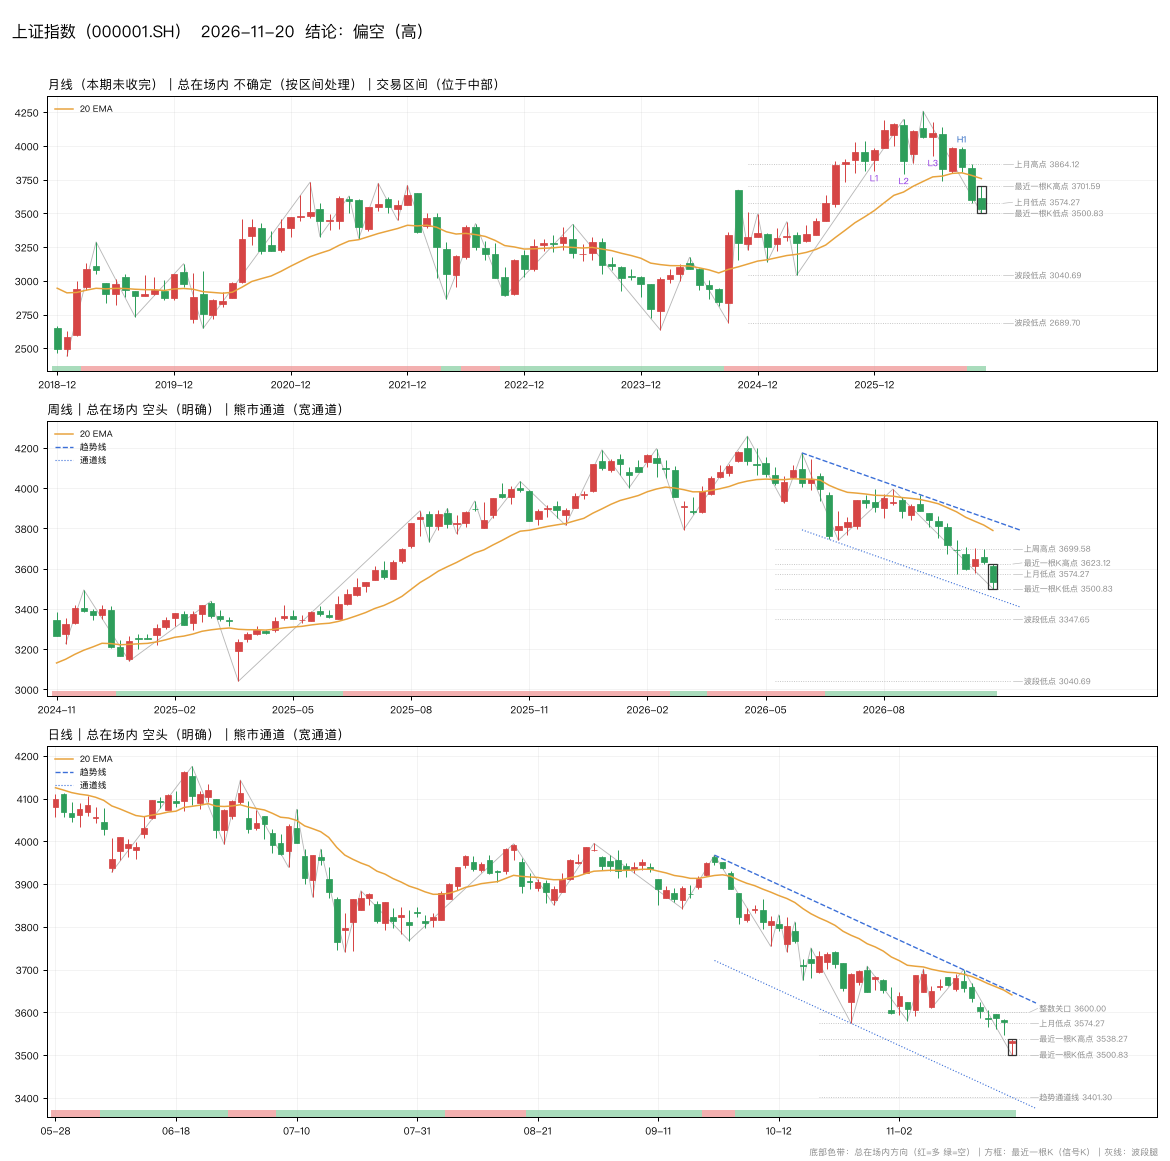 上证指数（000001.SH） 2026-11-20 结论：偏空（高）
月线（本期未收完）｜总在场内 不确定（按区间处理）｜交易区间（位于中部）
20 EMA
4250
4000
3750
3500
3250
3000
2750
2500
H1
L1
L2
L3
上月高点 3864.12
最近一根K高点 3701.59
上月低点 3574.27
最近一根K低点 3500.83
波段低点 3040.69
波段低点 2689.70
2018-12
2019-12
2020-12
2021-12
2022-12
2023-12
2024-12
2025-12
周线｜总在场内 空头（明确）｜熊市通道（宽通道）
20 EMA
趋势线
通道线
4200
4000
3800
3600
3400
3200
3000
上周高点 3699.58
最近一根K高点 3623.12
上月低点 3574.27
最近一根K低点 3500.83
波段低点 3347.65
波段低点 3040.69
2024-11
2025-02
2025-05
2025-08
2025-11
2026-02
2026-05
2026-08
日线｜总在场内 空头（明确）｜熊市通道（宽通道）
20 EMA
趋势线
通道线
4200
4100
4000
3900
3800
3700
3600
3500
3400
整数关口 3600.00
上月低点 3574.27
最近一根K高点 3538.27
最近一根K低点 3500.83
趋势通道线 3401.30
05-28
06-18
07-10
07-31
08-21
09-11
10-12
11-02
底部色带：总在场内方向（红=多 绿=空）｜方框：最近一根K（信号K）｜灰线：波段腿